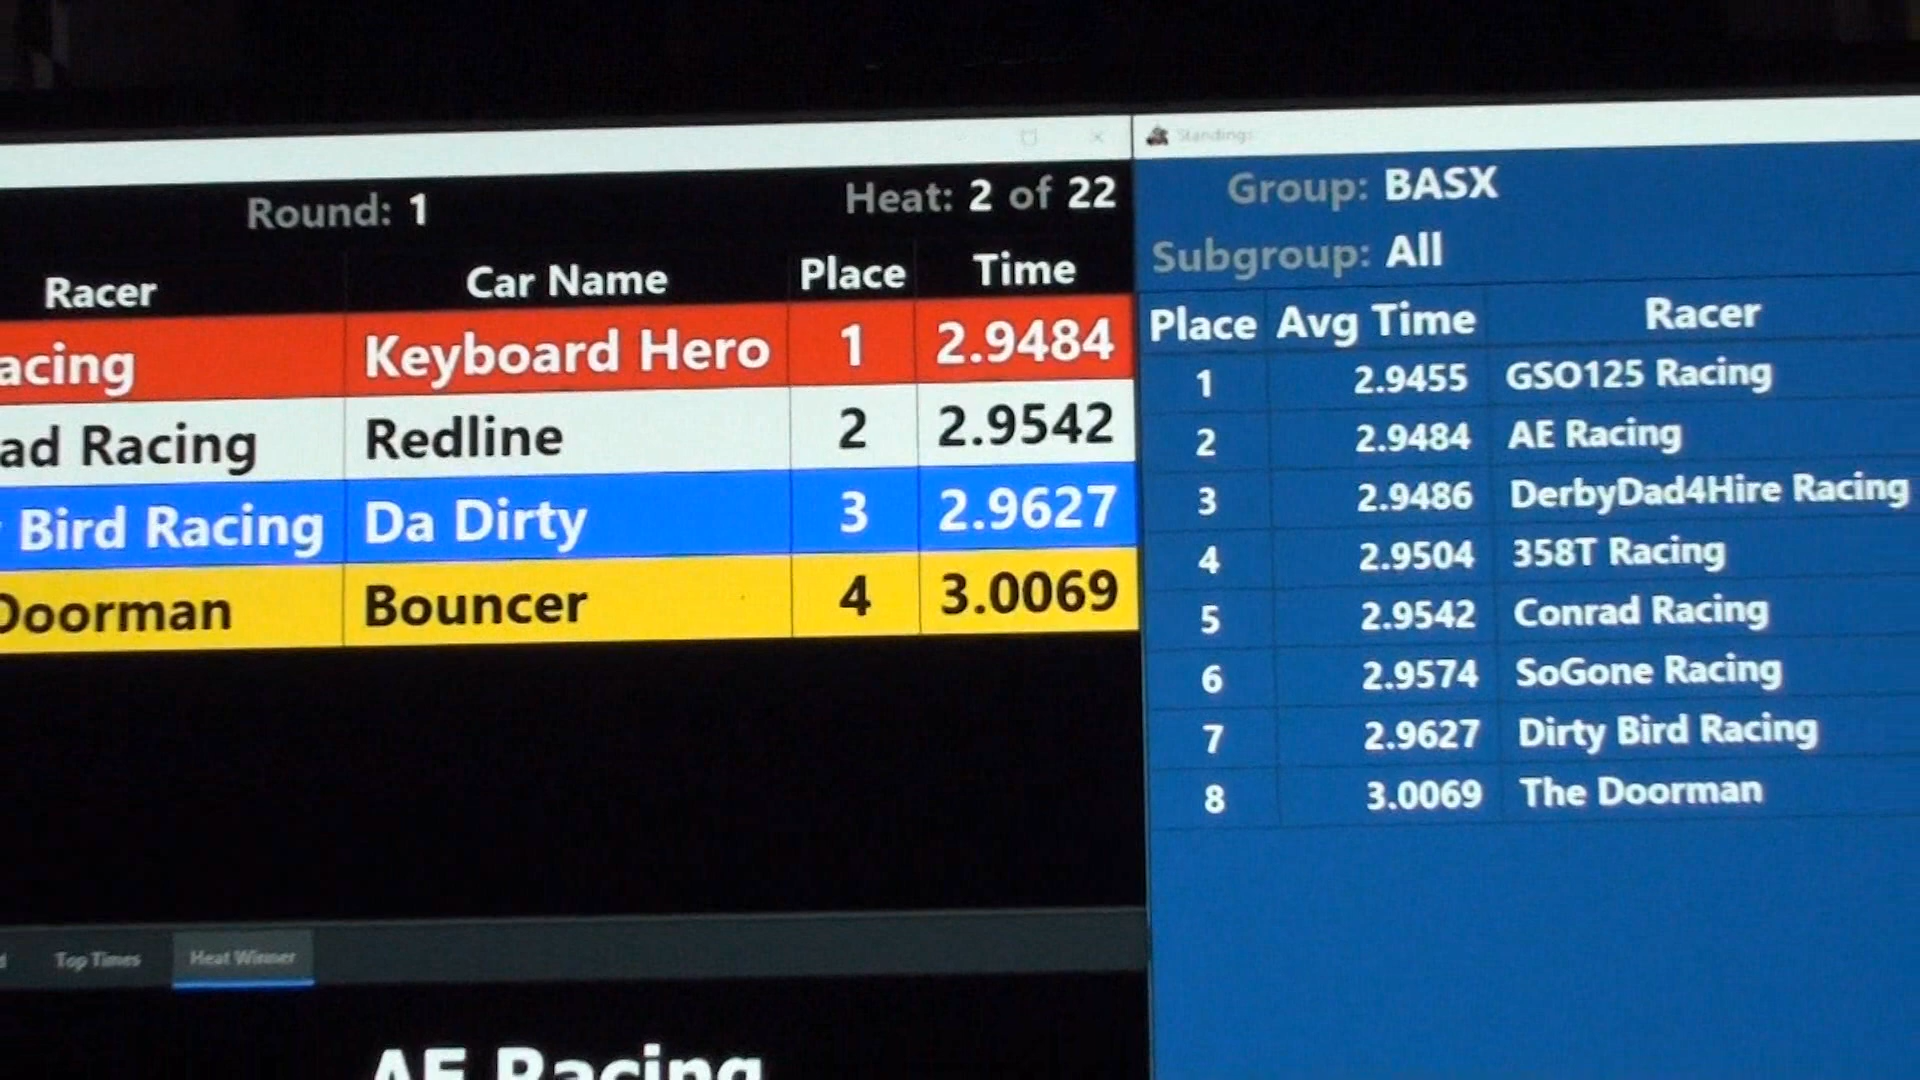 Standings
Round: 1
Heat: 2 of 22
Racer Car Name Place Time
acing Keyboard Hero 1 2.9484
ad Racing Redline 2 2.9542
Bird Racing Da Dirty 3 2.9627
Doorman Bouncer 4 3.0069
Top Times Heat Winner
AE Racing
Group: BASX
Subgroup: All
Place Avg Time Racer
1 2.9455 GSO125 Racing
2 2.9484 AE Racing
3 2.9486 DerbyDad4Hire Racing
4 2.9504 358T Racing
5 2.9542 Conrad Racing
6 2.9574 SoGone Racing
7 2.9627 Dirty Bird Racing
8 3.0069 The Doorman